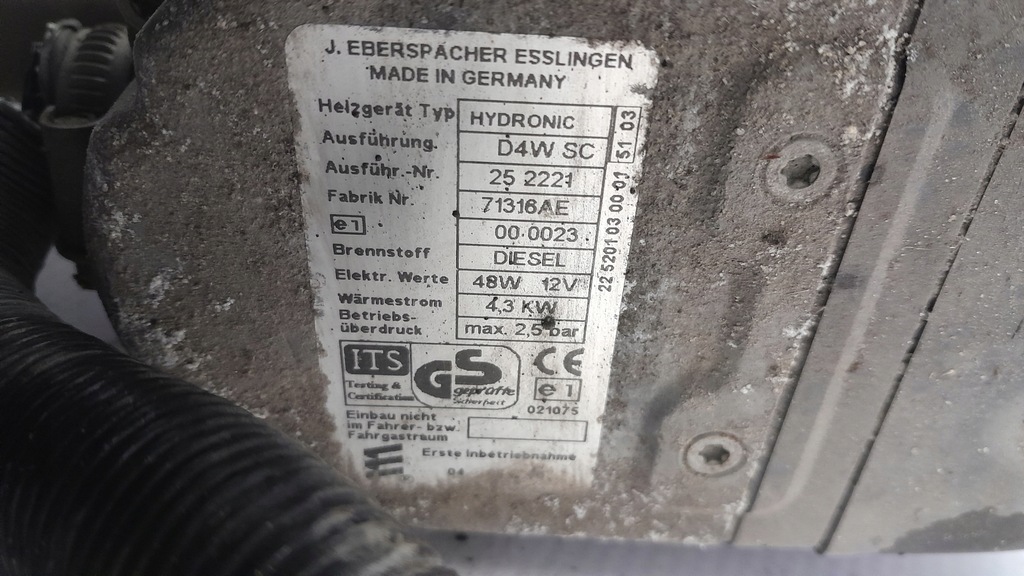 J. EBERSPÄCHER ESSLINGEN
MADE IN GERMANY
Heizgerät Typ HYDRONIC
Ausführung. D4W SC
Ausführ.-Nr. 25 2221
Fabrik Nr. 71316AE
e1 00 0023
Brennstoff DIESEL
Elektr. Werte 48W 12V
Wärmestrom 4,3 KW
Betriebs-
überdruck max. 2,5 bar
22 5201 03 00 01 51 03
ITS
Testing &
Certification
GS
geprüfte
Sicherheit
CE
e1
021075
Einbau nicht
im Fahrer- bzw.
Fahrgastraum
Erste Inbetriebnahme
04